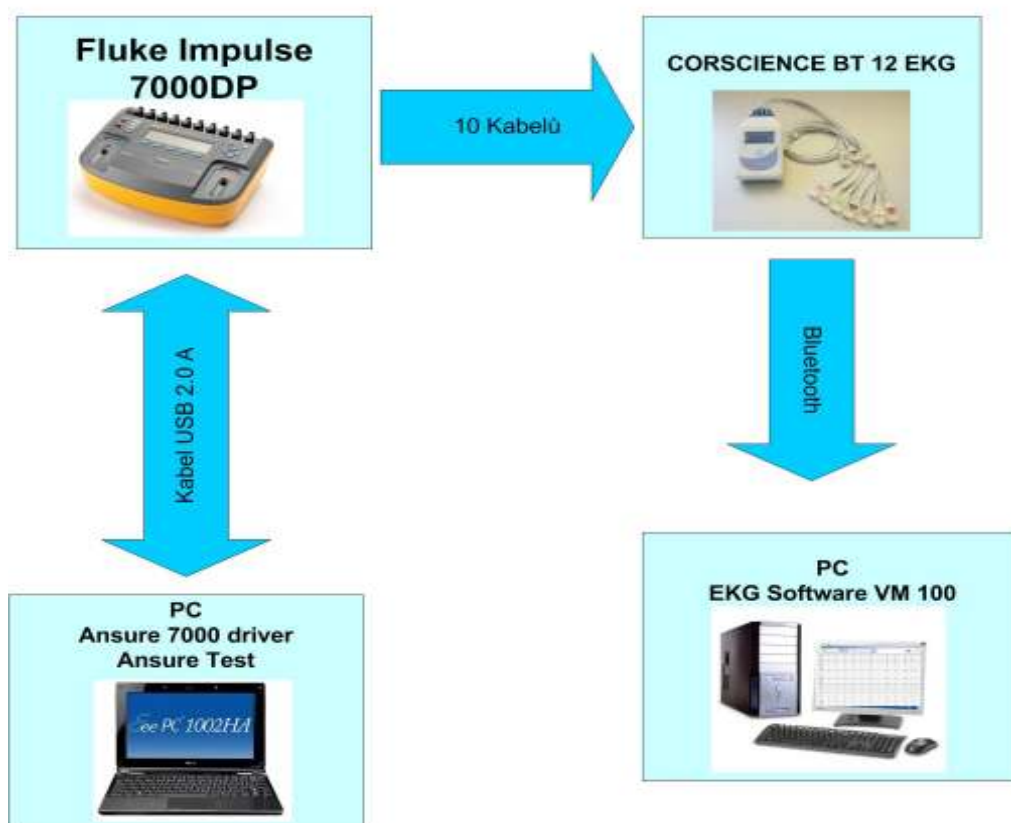 Fluke Impulse
7000DP
10 Kabelů
CORSCIENCE BT 12 EKG
Kabel USB 2.0 A
Bluetooth
PC
Ansure 7000 driver
Ansure Test
Eee PC 1002HA
PC
EKG Software VM 100